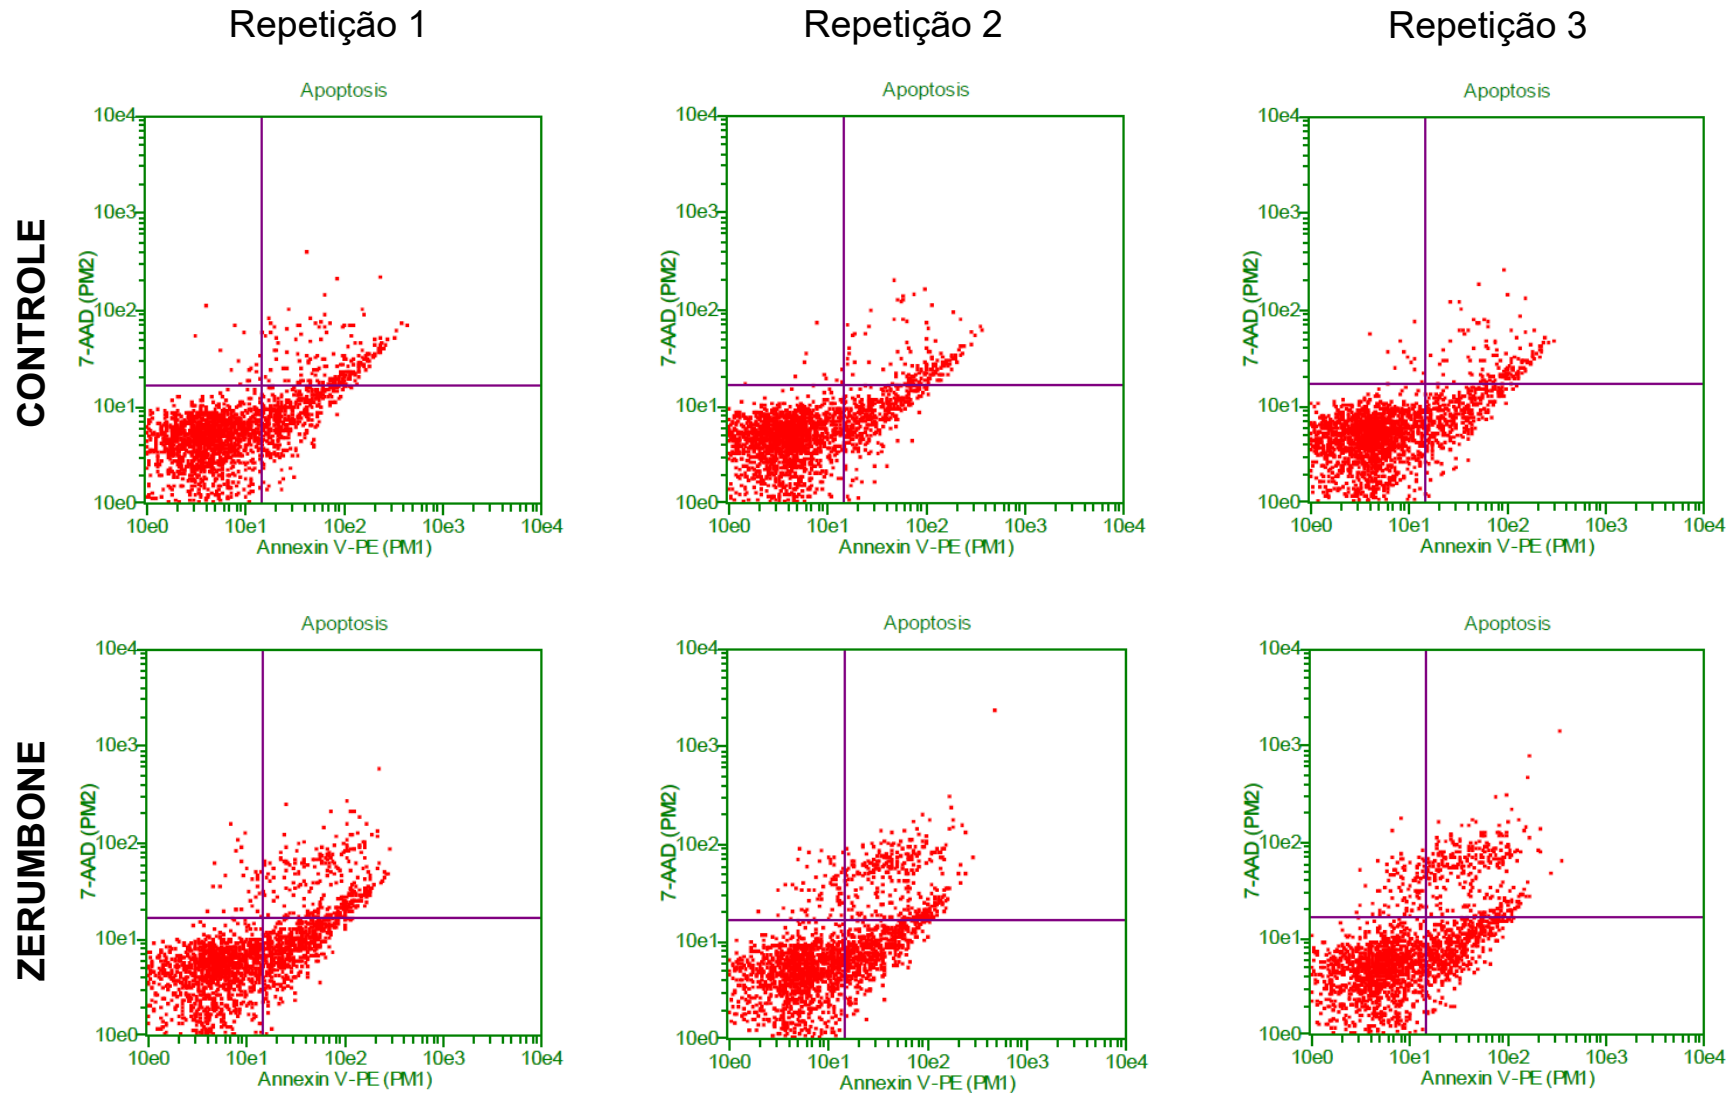 Repetição 1
Repetição 2
Repetição 3
CONTROLE
Apoptosis
7-AAD (PM2)
10e4
10e3
10e2
10e1
10e0
10e0 10e1 10e2 10e3 10e4
Annexin V-PE (PM1)
Apoptosis
7-AAD (PM2)
10e4
10e3
10e2
10e1
10e0
10e0 10e1 10e2 10e3 10e4
Annexin V-PE (PM1)
Apoptosis
7-AAD (PM2)
10e4
10e3
10e2
10e1
10e0
10e0 10e1 10e2 10e3 10e4
Annexin V-PE (PM1)
ZERUMBONE
Apoptosis
7-AAD (PM2)
10e4
10e3
10e2
10e1
10e0
10e0 10e1 10e2 10e3 10e4
Annexin V-PE (PM1)
Apoptosis
7-AAD (PM2)
10e4
10e3
10e2
10e1
10e0
10e0 10e1 10e2 10e3 10e4
Annexin V-PE (PM1)
Apoptosis
7-AAD (PM2)
10e4
10e3
10e2
10e1
10e0
10e0 10e1 10e2 10e3 10e4
Annexin V-PE (PM1)